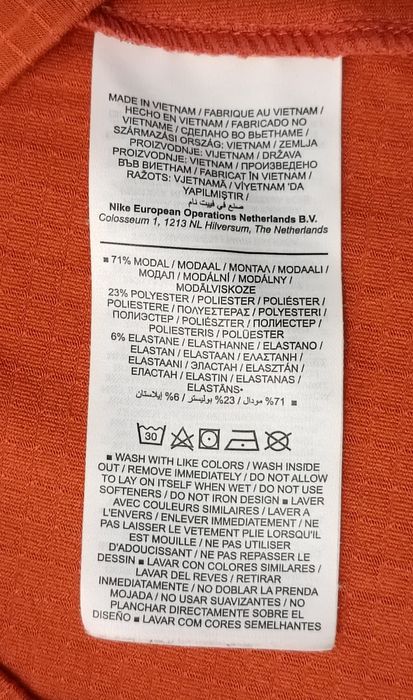 MADE IN VIETNAM / FABRIQUE AU VIETNAM /
HECHO EN VIETNAM / FABRICADO NO
VIETNAME / СДЕЛАНО ВО ВЬЕТНАМЕ /
SZÁRMAZÁSI ORSZÁG: VIETNAM / ZEMLJA
PROIZVODNJE: VIJETNAM / DRŽAVA
PROIZVODNJE: VIETNAM / ПРОИЗВЕДЕНО
ВЪВ ВИЕТНАМ / FABRICAT ÎN VIETNAM /
RAŽOTS: VJETNAMĀ / VİYETNAM 'DA
YAPILMIŞTIR /
صنع في فييت نام
Nike European Operations Netherlands B.V.
Colosseum 1, 1213 NL Hilversum, The Netherlands
■ 71% MODAL / MODAAL / ΜΟΝΤΑΛ / MODAALI /
МОДАЛ / MODÁLNÍ / MODÁLNY /
MODĀLVISKOZE
23% POLYESTER / POLIESTER / POLIÉSTER /
POLIESTERE / ΠΟΛΥΕΣΤΕΡΑΣ / POLYESTERI /
ПОЛИЭСТЕР / POLIÉSZTER / ПОЛИЕСТЕР /
POLIESTERIS / POLÜESTER
6% ELASTANE / ELASTHANNE / ELASTANO /
ELASTAN / ELASTAAN / ΕΛΑΣΤΑΝΗ /
ELASTAANI / ЭЛАСТАН / ELASZTÁN /
ЕЛАСТАН / ELASTIN / ELASTANAS /
ELASTĀNS•
■ 71% مودال / 23% بوليستر / 6% إيلاستان
30
■ WASH WITH LIKE COLORS / WASH INSIDE
OUT / REMOVE IMMEDIATELY / DO NOT ALLOW
TO LAY ON ITSELF WHEN WET / DO NOT USE
SOFTENERS / DO NOT IRON DESIGN ■ LAVER
AVEC COULEURS SIMILAIRES / LAVER A
L'ENVERS / ENLEVER IMMEDIATEMENT / NE
PAS LAISSER LE VETEMENT PLIE LORSQU'IL
EST MOUILLE / NE PAS UTILISER
D'ADOUCISSANT / NE PAS REPASSER LE
DESSIN ■ LAVAR CON COLORES SIMILARES /
LAVAR DEL REVES / RETIRAR
INMEDIATAMENTE / NO DOBLAR LA PRENDA
MOJADA / NO USAR SUAVIZANTES / NO
PLANCHAR DIRECTAMENTE SOBRE EL
DISEÑO ■ LAVAR COM CORES SEMELHANTES